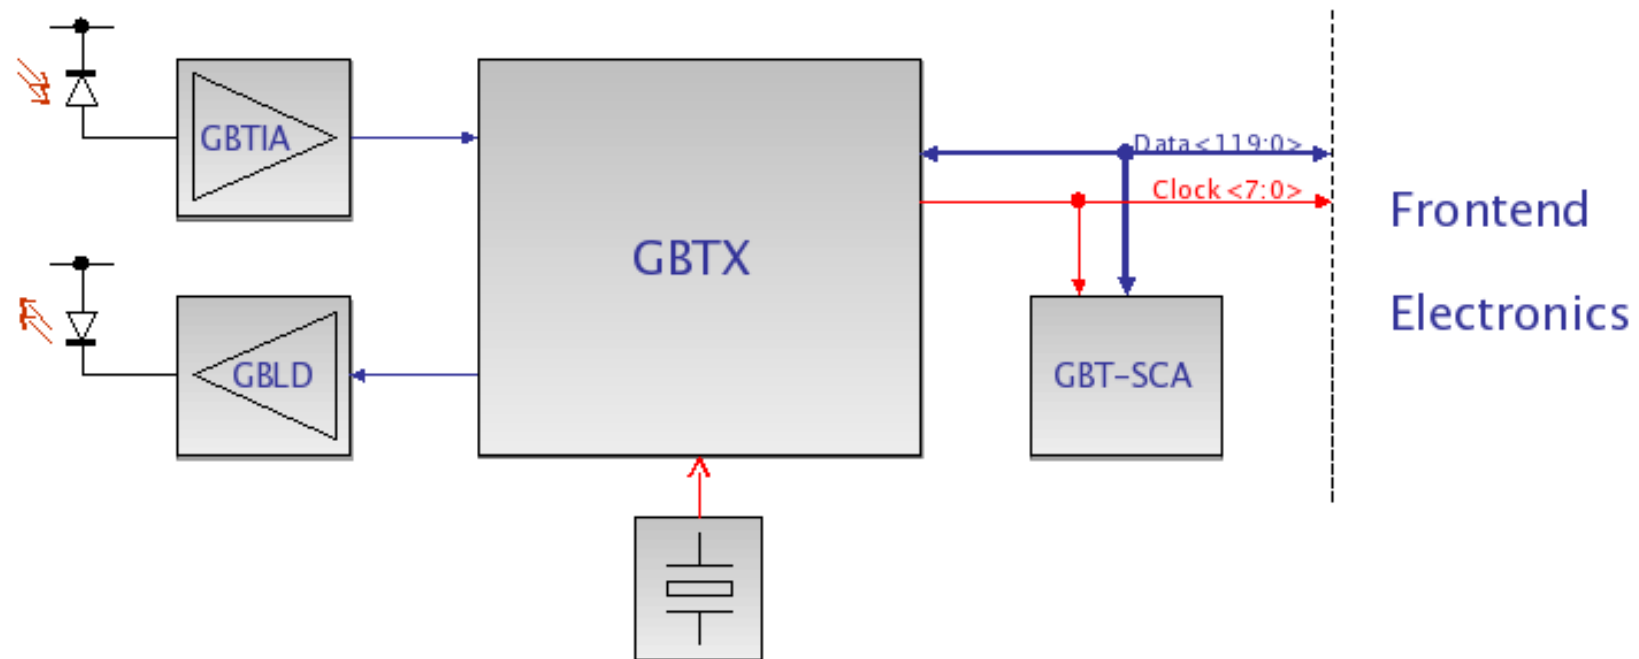 GBTIA
GBTX
GBLD
Data<119:0>
Clock<7:0>
GBT-SCA
Frontend
Electronics